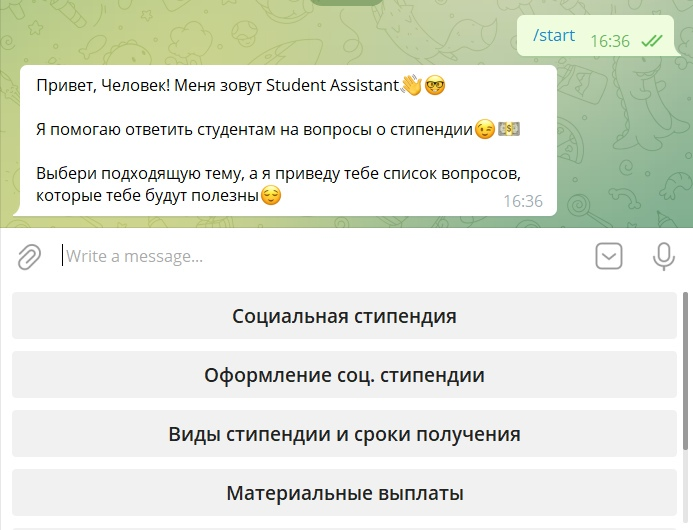 /start
16:36
Привет, Человек! Меня зовут Student Assistant👋🤓
Я помогаю ответить студентам на вопросы о стипендии😉💵
Выбери подходящую тему, а я приведу тебе список вопросов,
которые тебе будут полезны😌
16:36
Write a message...
Социальная стипендия
Оформление соц. стипендии
Виды стипендии и сроки получения
Материальные выплаты